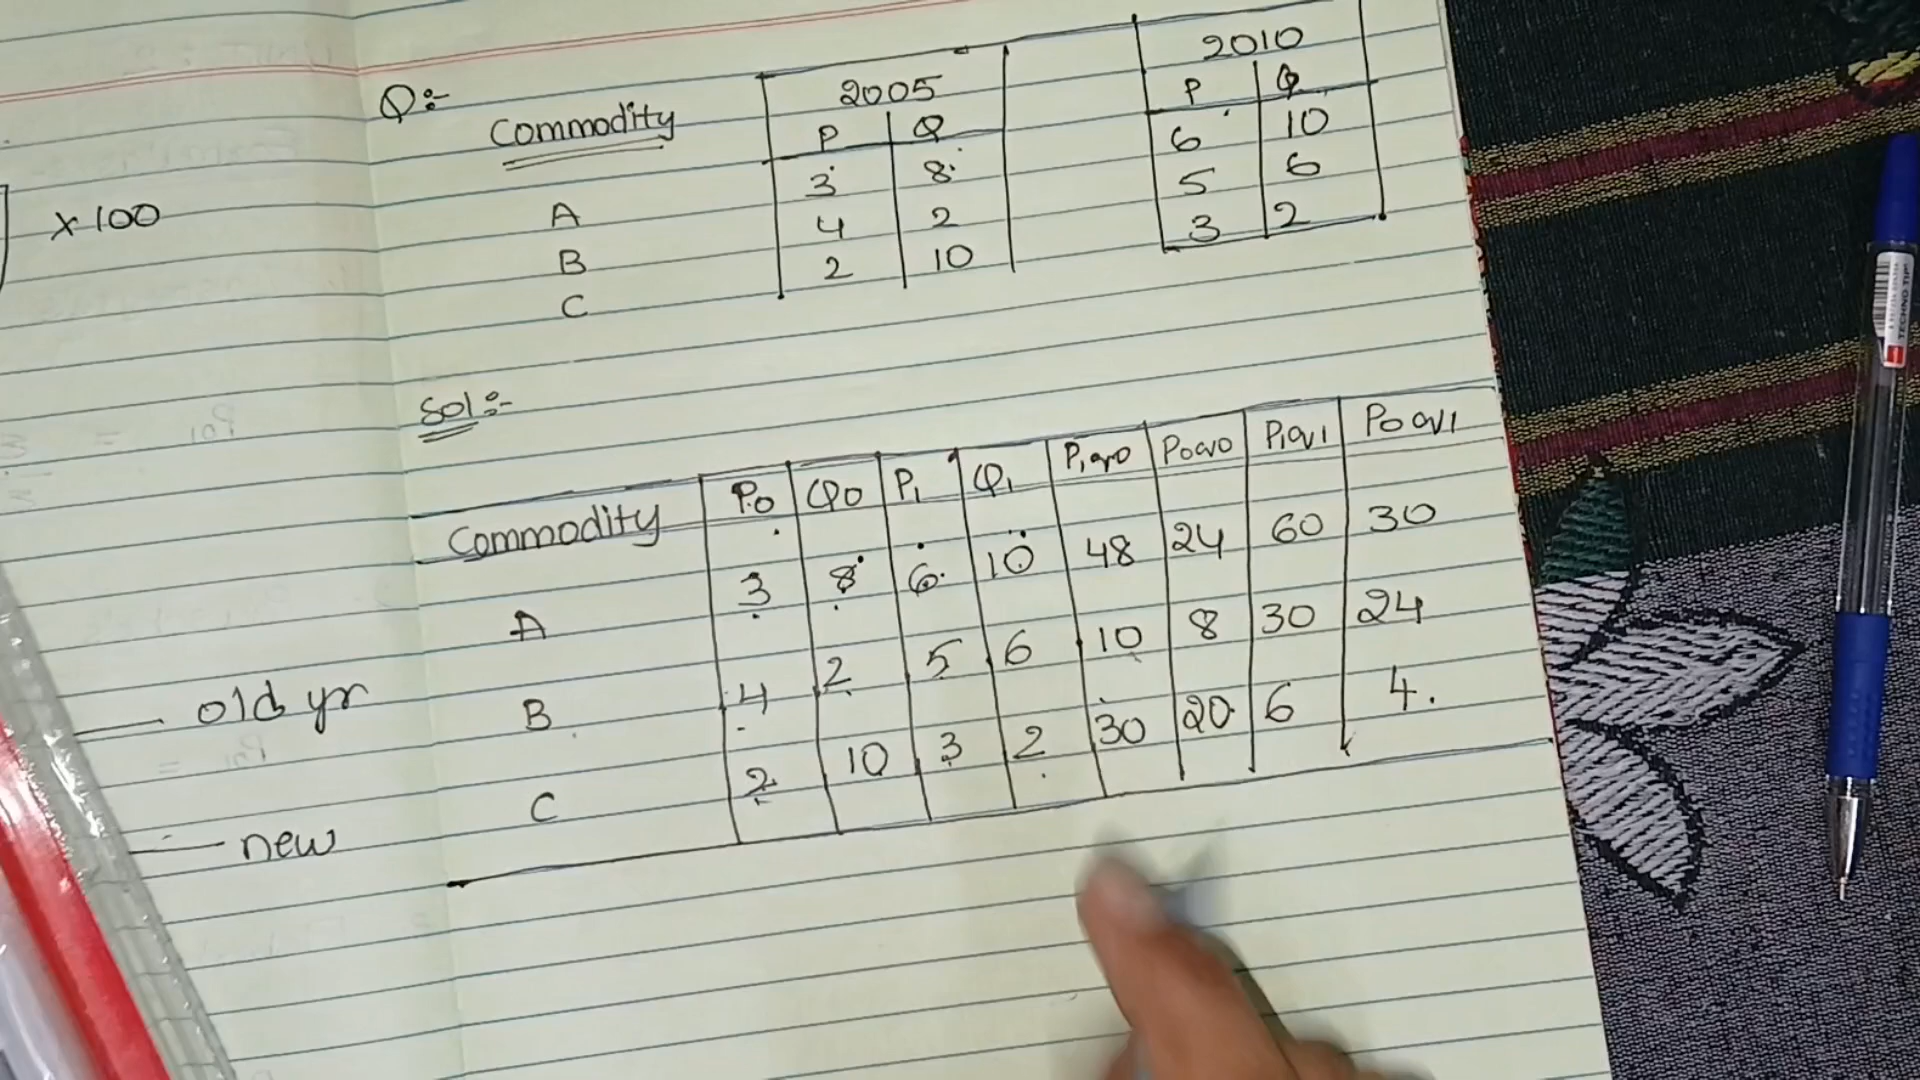 Q:-
Commodity 2005 2010
P Q P Q
A 3 8 6 10
B 4 2 5 6
C 2 10 3 2
x 100
Sol:-
Commodity P0 Q0 P1 Q1 P1q0 P0q0 P1q1 P0q1
A 3 8 6 10 48 24 60 30
B 4 2 5 6 10 8 30 24
C 2 10 3 2 30 20 6 4.
old yr
new